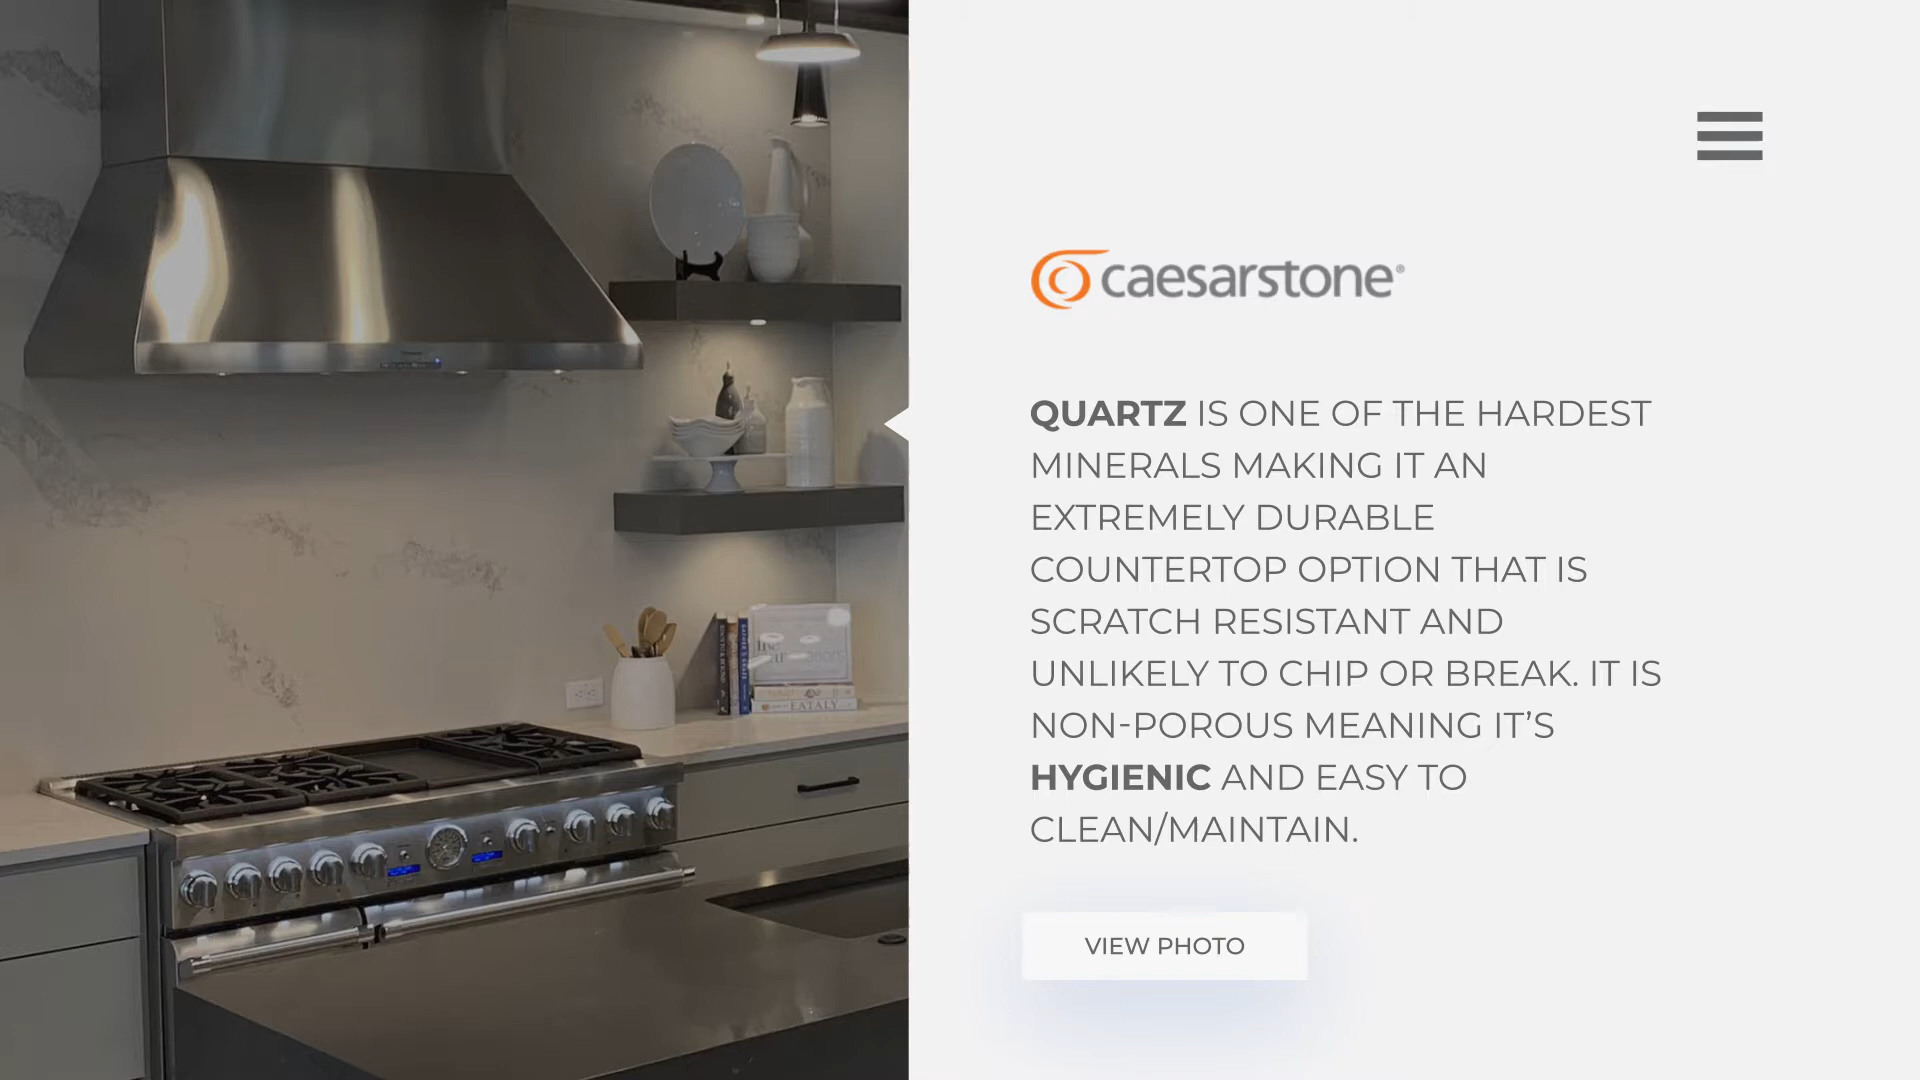 caesarstone®
QUARTZ IS ONE OF THE HARDEST
MINERALS MAKING IT AN
EXTREMELY DURABLE
COUNTERTOP OPTION THAT IS
SCRATCH RESISTANT AND
UNLIKELY TO CHIP OR BREAK. IT IS
NON-POROUS MEANING IT’S
HYGIENIC AND EASY TO
CLEAN/MAINTAIN.
VIEW PHOTO
EATALY